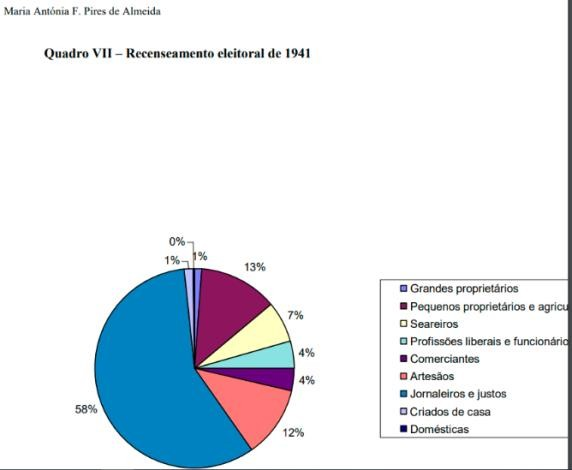 Maria Antónia F. Pires de Almeida
Quadro VII – Recenseamento eleitoral de 1941
0%
1%
1%
13%
7%
4%
4%
12%
58%
Grandes proprietários
Pequenos proprietários e agricu
Seareiros
Profissões liberais e funcionário
Comerciantes
Artesãos
Jornaleiros e justos
Criados de casa
Domésticas